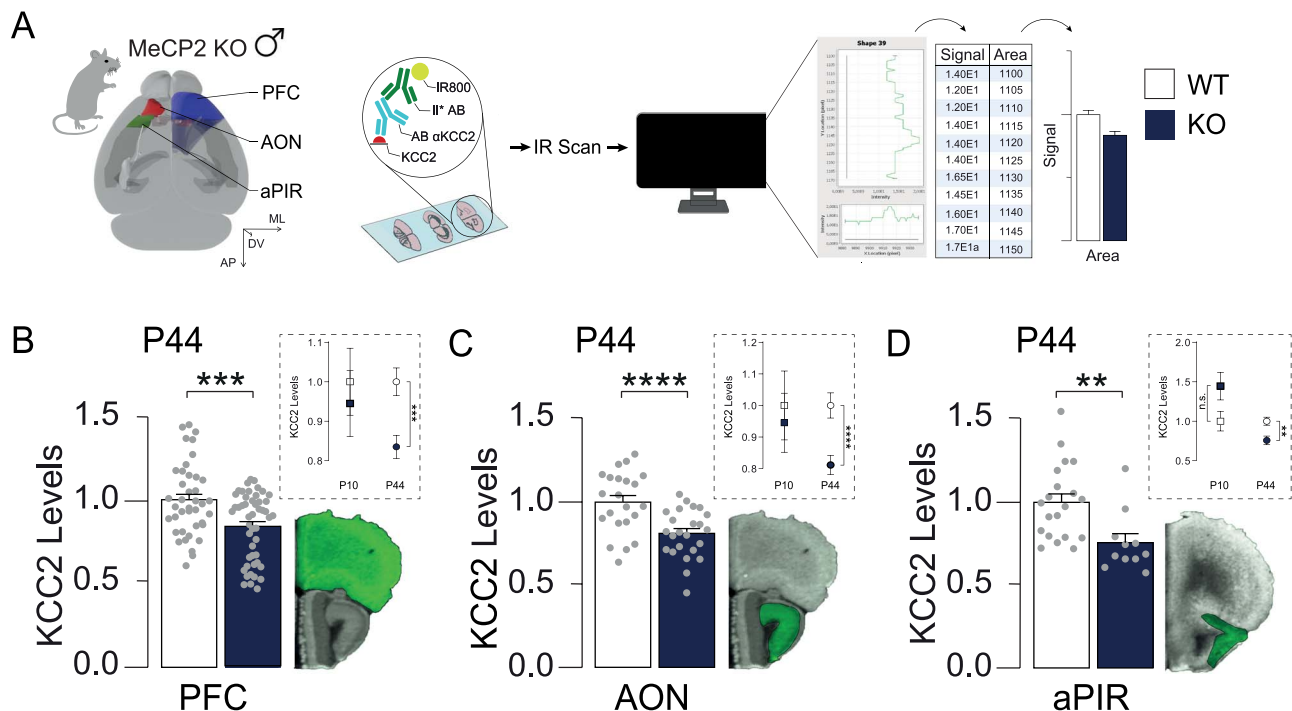 A
MeCP2 KO ♂
PFC
AON
aPIR
ML
DV
AP
IR800
II* AB
AB αKCC2
KCC2
IR Scan
Shape 39
Intensity
X Location (pixel)
Signal Area
1.40E1 1100
1.20E1 1105
1.20E1 1110
1.40E1 1115
1.40E1 1120
1.40E1 1125
1.65E1 1130
1.45E1 1135
1.60E1 1140
1.70E1 1145
1.7E1a 1150
Signal
Area
WT
KO
B
P44
***
KCC2 Levels
1.5
1.0
0.5
0.0
PFC
KCC2 Levels
1.1
1.0
0.9
0.8
P10 P44
***
C
P44
****
KCC2 Levels
1.5
1.0
0.5
0.0
AON
KCC2 Levels
1.2
1.1
1.0
0.9
0.8
P10 P44
****
D
P44
**
KCC2 Levels
1.5
1.0
0.5
0.0
aPIR
KCC2 Levels
2.0
1.5
1.0
0.5
n.s.
P10 P44
**